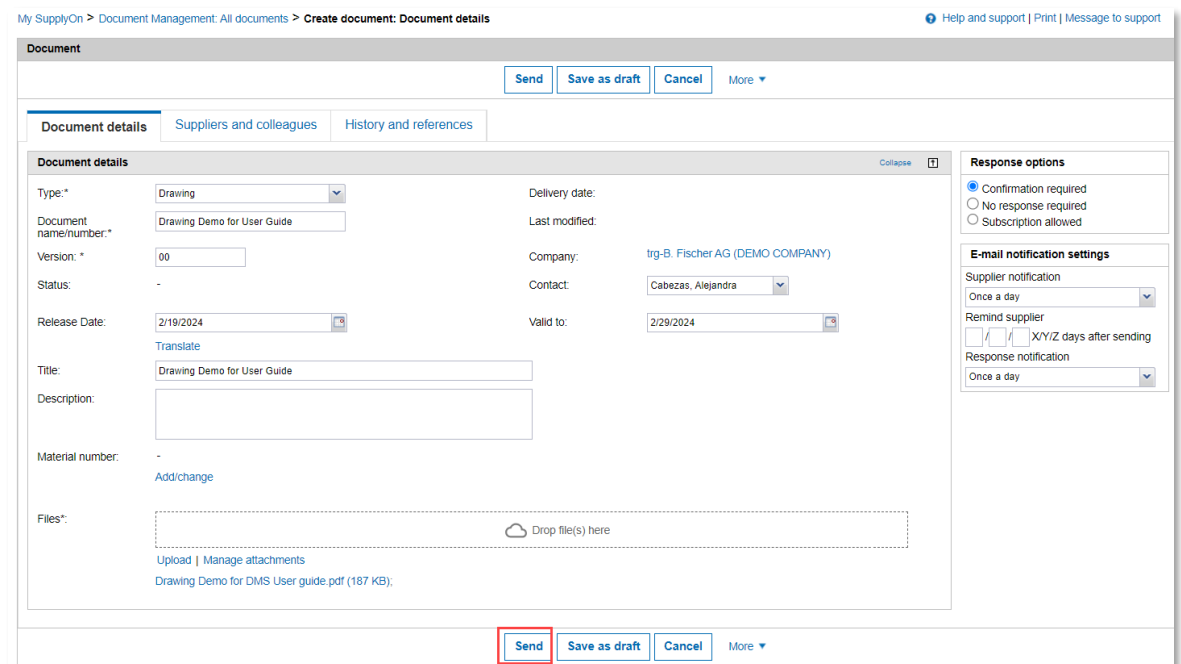 My SupplyOn > Document Management: All documents > Create document: Document details
Help and support | Print | Message to support
Document
Send Save as draft Cancel More
Document details Suppliers and colleagues History and references
Document details Collapse
Type:* Drawing Delivery date:
Document name/number:* Drawing Demo for User Guide Last modified:
Version: * 00 Company: trg-B. Fischer AG (DEMO COMPANY)
Status: - Contact: Cabezas, Alejandra
Release Date: 2/19/2024 Valid to: 2/29/2024
Translate
Title: Drawing Demo for User Guide
Description:
Material number: -
Add/change
Files*: Drop file(s) here
Upload | Manage attachments
Drawing Demo for DMS User guide.pdf (187 KB);
Response options
Confirmation required
No response required
Subscription allowed
E-mail notification settings
Supplier notification
Once a day
Remind supplier
/ / X/Y/Z days after sending
Response notification
Once a day
Send Save as draft Cancel More